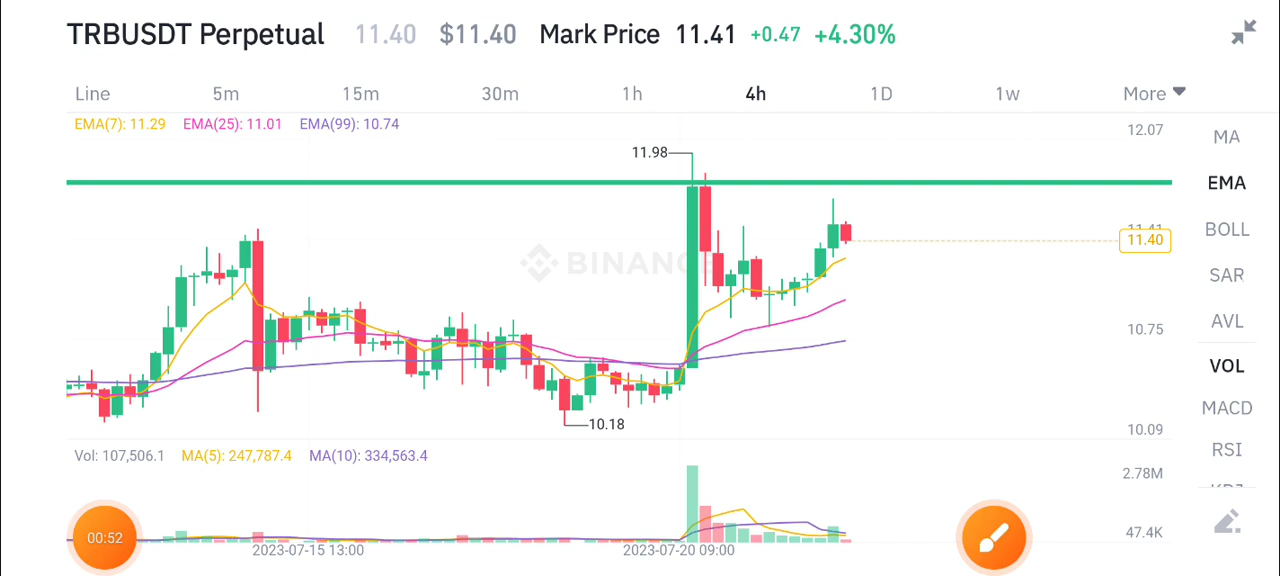 TRBUSDT Perpetual 11.40 $11.40 Mark Price 11.41 +0.47 +4.30%
Line 5m 15m 30m 1h 4h 1D 1w More
EMA(7): 11.29 EMA(25): 11.01 EMA(99): 10.74
12.07
MA
11.98
EMA
BOLL
11.41
11.40
BINANCE
SAR
AVL
10.75
VOL
MACD
10.18
10.09
RSI
Vol: 107,506.1 MA(5): 247,787.4 MA(10): 334,563.4
2.78M
KDJ
47.4K
00:52
2023-07-15 13:00 2023-07-20 09:00